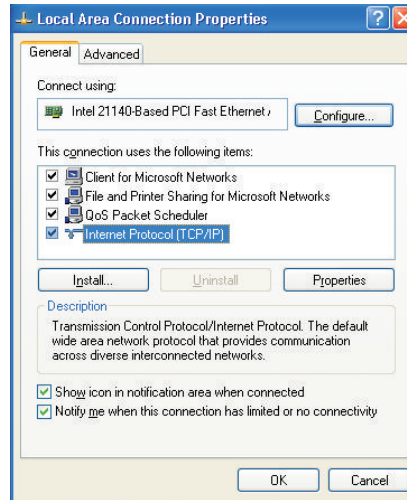 Local Area Connection Properties
General Advanced
Connect using:
Intel 21140-Based PCI Fast Ethernet
Configure...
This connection uses the following items:
Client for Microsoft Networks
File and Printer Sharing for Microsoft Networks
QoS Packet Scheduler
Internet Protocol (TCP/IP)
Install... Uninstall Properties
Description
Transmission Control Protocol/Internet Protocol. The default
wide area network protocol that provides communication
across diverse interconnected networks.
Show icon in notification area when connected
Notify me when this connection has limited or no connectivity
OK Cancel